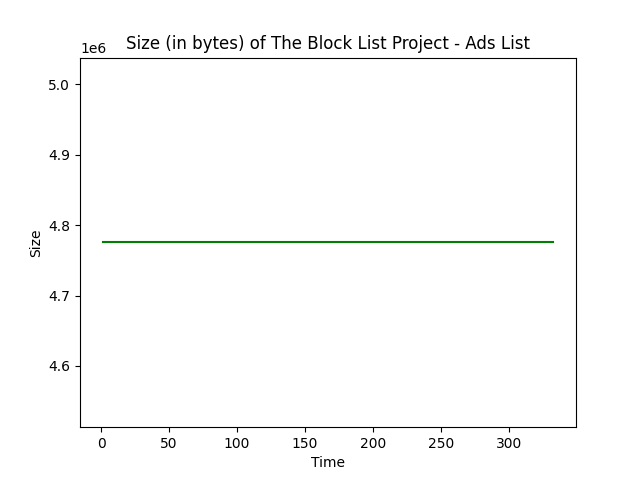 Size (in bytes) of The Block List Project - Ads List
1e6
5.0
4.9
4.8
4.7
4.6
Size
0 50 100 150 200 250 300
Time